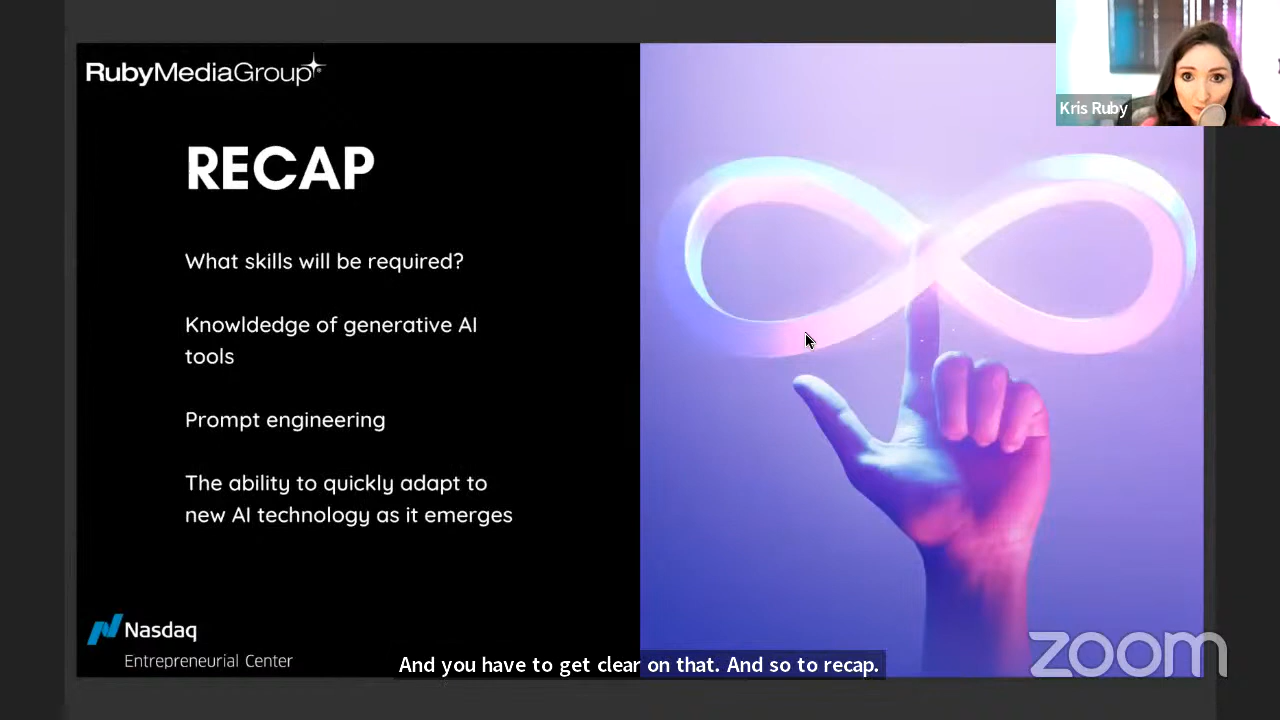 RubyMediaGroup
Kris Ruby
RECAP
What skills will be required?
Knowldedge of generative AI
tools
Prompt engineering
The ability to quickly adapt to
new AI technology as it emerges
Nasdaq
Entrepreneurial Center
And you have to get clear on that. And so to recap.
zoom